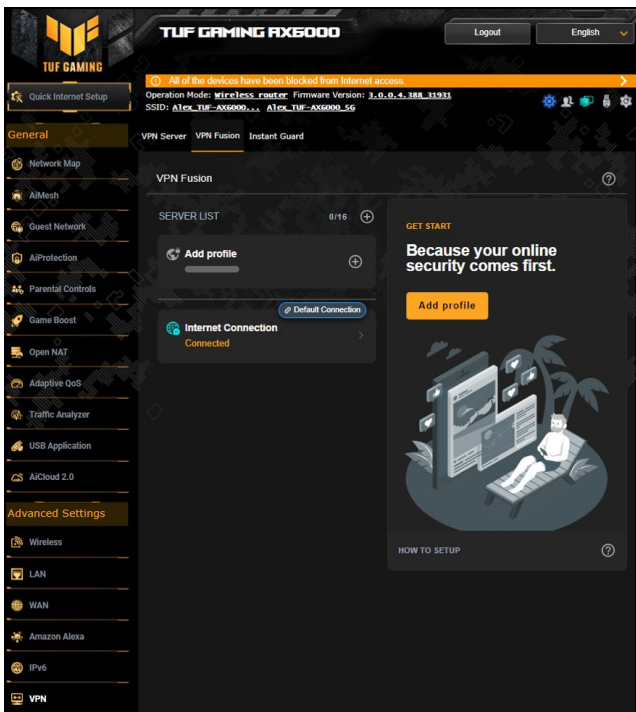 TUF GAMING
TUF GAMING AX6000
Logout
English
All of the devices have been blocked from Internet access.
Quick Internet Setup
Operation Mode: Wireless router Firmware Version: 3.0.0.4.388_31931
SSID: Alex_TUF-AX6000... Alex_TUF-AX6000_5G
General
VPN Server VPN Fusion Instant Guard
Network Map
AiMesh
Guest Network
AiProtection
Parental Controls
Game Boost
Open NAT
Adaptive QoS
Traffic Analyzer
USB Application
AiCloud 2.0
Advanced Settings
Wireless
LAN
WAN
Amazon Alexa
IPv6
VPN
VPN Fusion
SERVER LIST 0/16
Add profile
Default Connection
Internet Connection
Connected
GET START
Because your online
security comes first.
Add profile
HOW TO SETUP